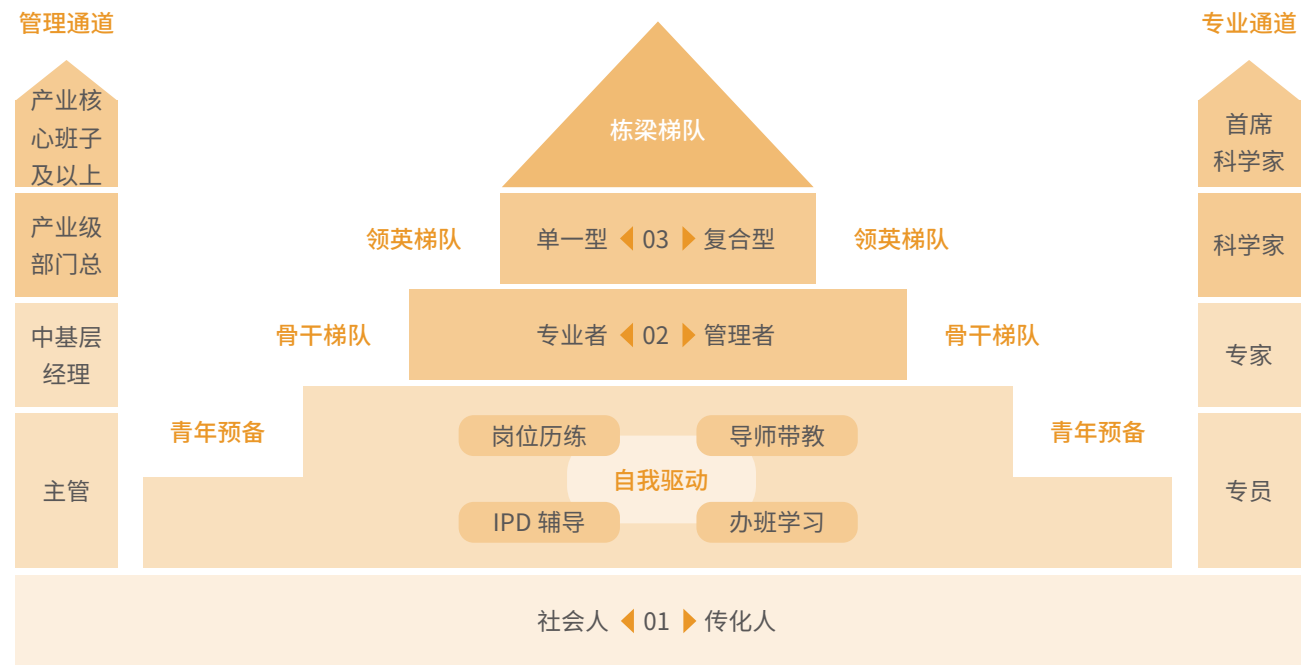 管理通道
专业通道
产业核
心班子
及以上
产业级
部门总
中基层
经理
主管
栋梁梯队
领英梯队
单一型 03 复合型
领英梯队
骨干梯队
专业者 02 管理者
骨干梯队
青年预备
青年预备
岗位历练
导师带教
自我驱动
IPD 辅导
办班学习
首席
科学家
科学家
专家
专员
社会人 01 传化人